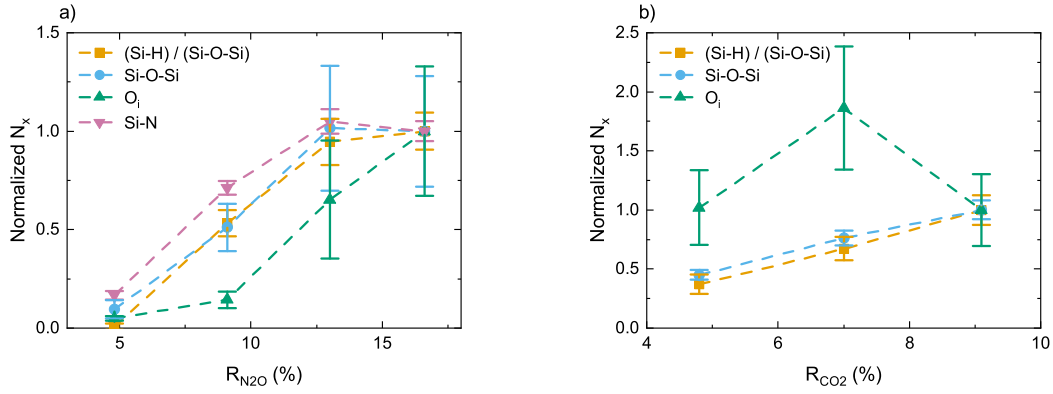 a)
(Si-H) / (Si-O-Si)
Si-O-Si
Oi
Si-N
Normalized Nx
0.0
0.5
1.0
1.5
5
10
15
RN2O (%)
b)
(Si-H) / (Si-O-Si)
Si-O-Si
Oi
Normalized Nx
0.0
0.5
1.0
1.5
2.0
2.5
4
6
8
10
RCO2 (%)